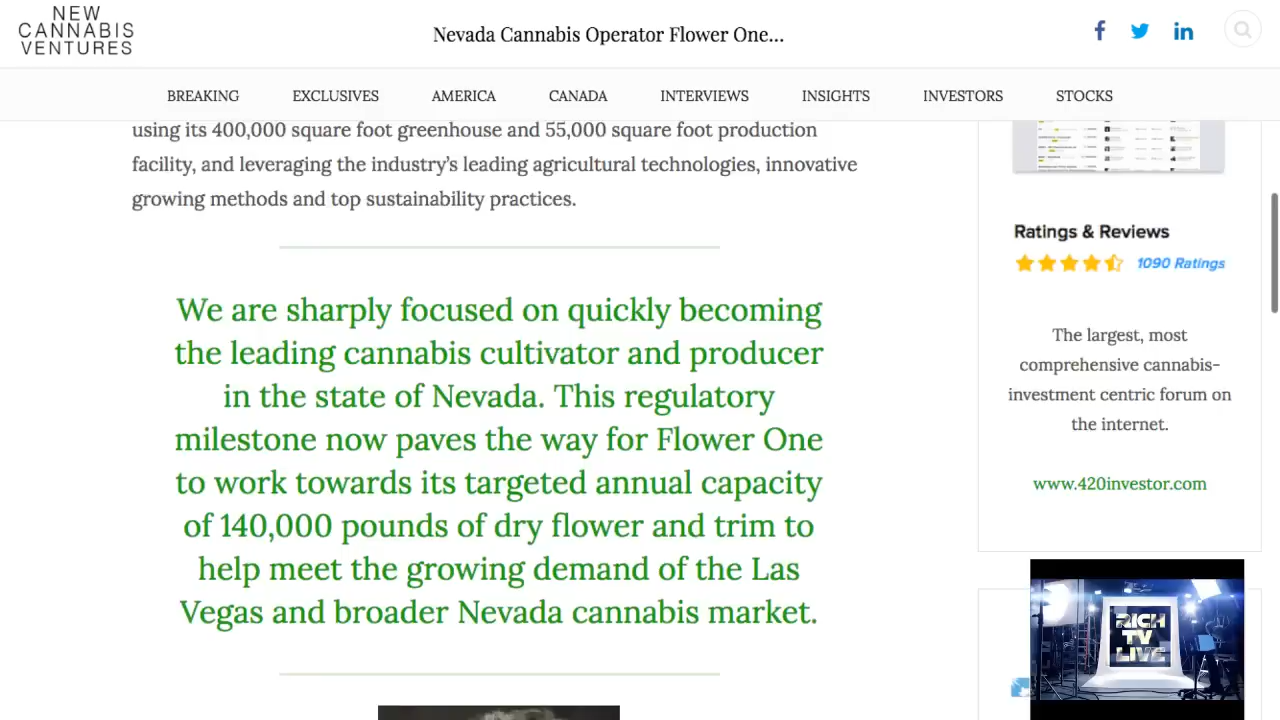 NEW
CANNABIS
VENTURES
Nevada Cannabis Operator Flower One...
BREAKING EXCLUSIVES AMERICA CANADA INTERVIEWS INSIGHTS INVESTORS STOCKS
using its 400,000 square foot greenhouse and 55,000 square foot production
facility, and leveraging the industry's leading agricultural technologies, innovative
growing methods and top sustainability practices.
We are sharply focused on quickly becoming
the leading cannabis cultivator and producer
in the state of Nevada. This regulatory
milestone now paves the way for Flower One
to work towards its targeted annual capacity
of 140,000 pounds of dry flower and trim to
help meet the growing demand of the Las
Vegas and broader Nevada cannabis market.
Ratings & Reviews
1090 Ratings
The largest, most
comprehensive cannabis-
investment centric forum on
the internet.
www.420investor.com
RICH
TV
LIVE